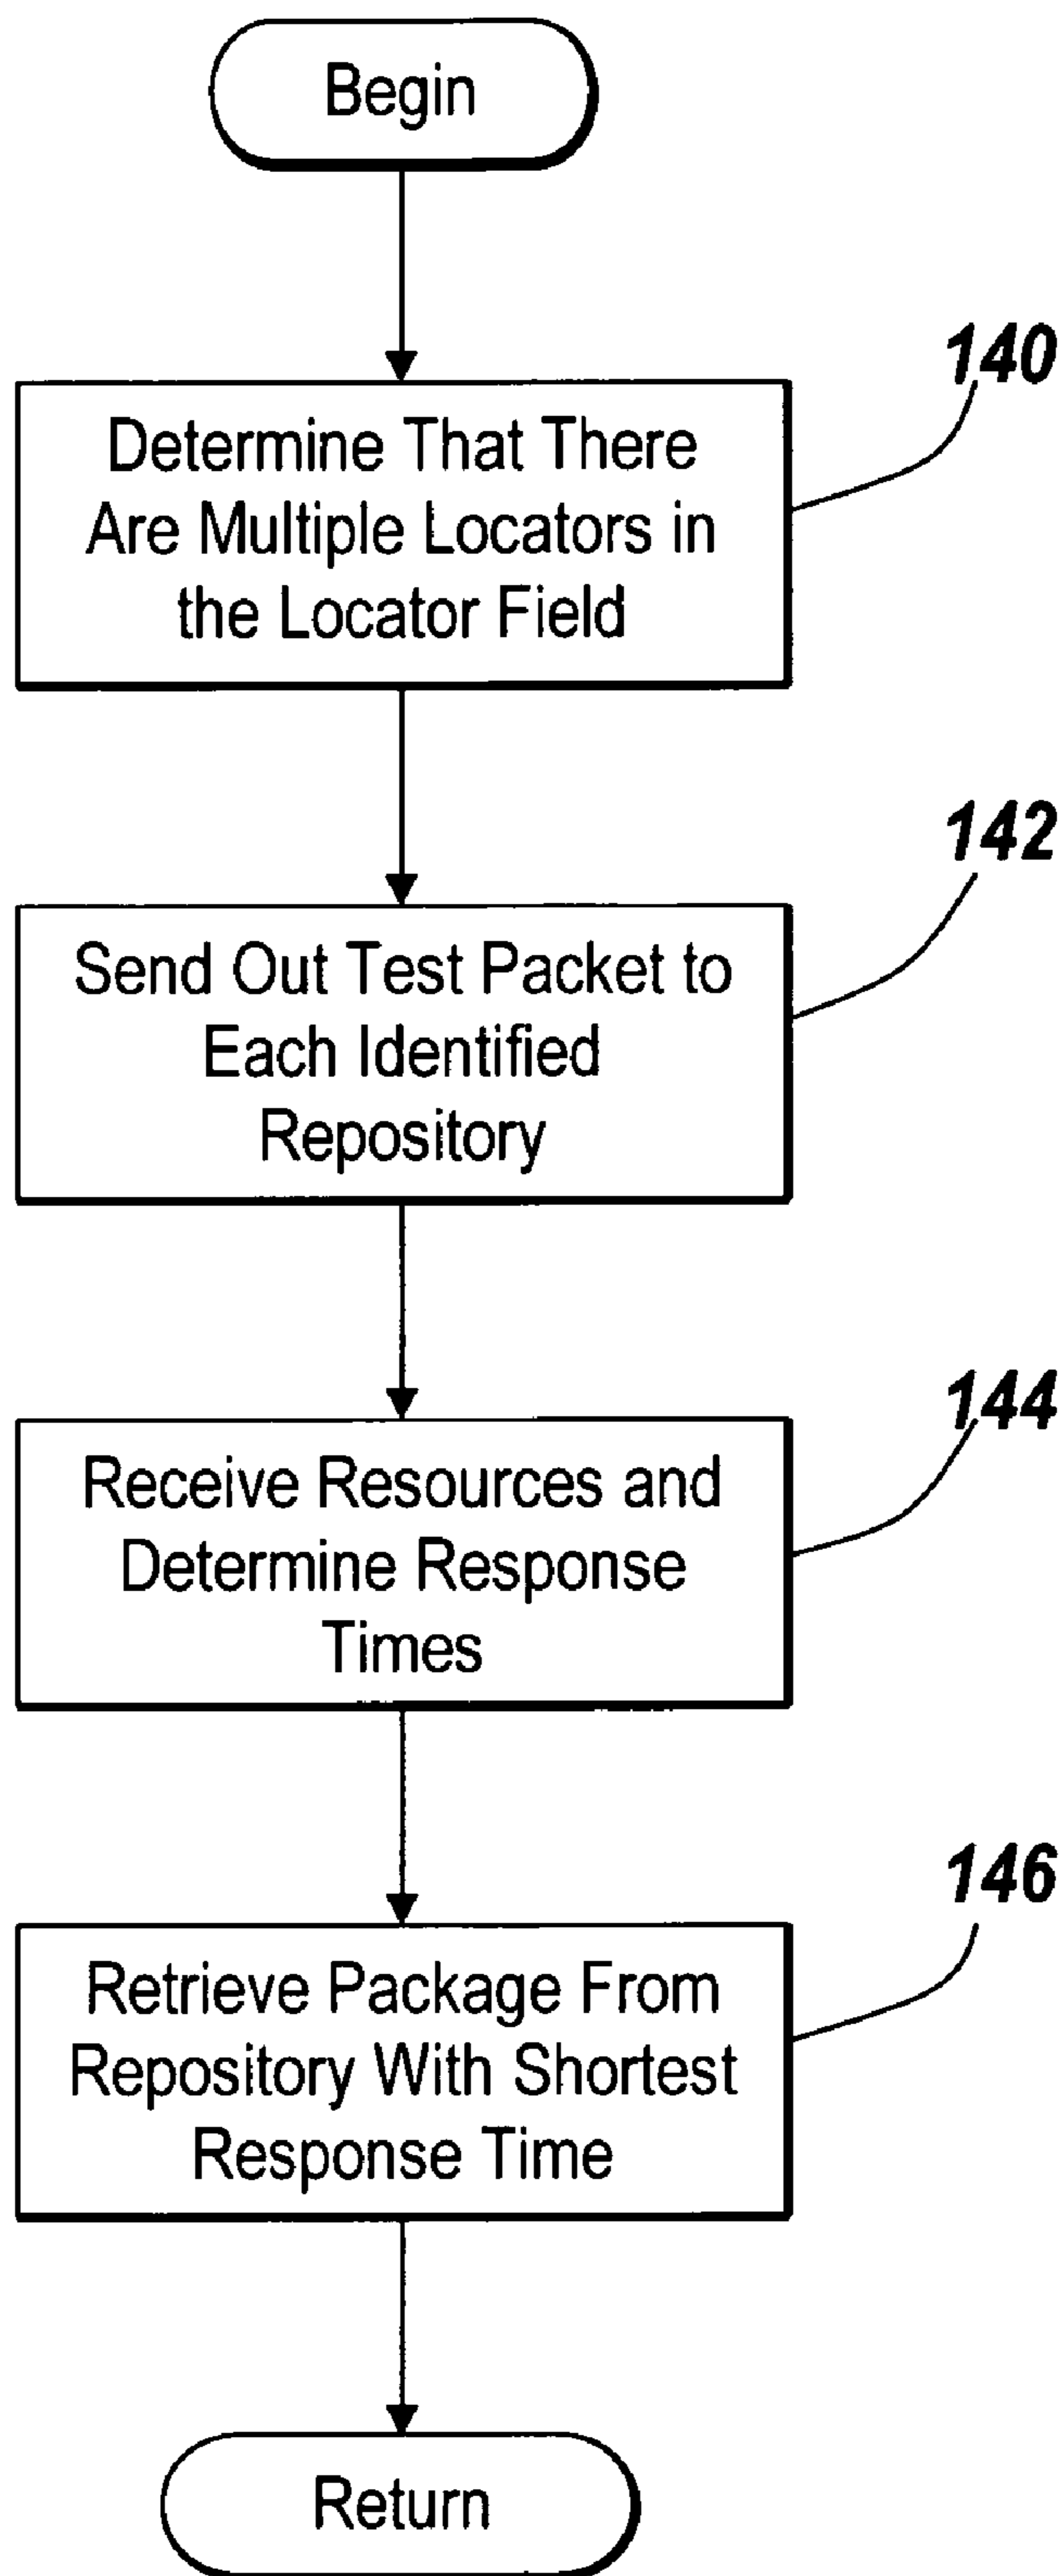 Begin
140
Determine That There
Are Multiple Locators in
the Locator Field
142
Send Out Test Packet to
Each Identified
Repository
144
Receive Resources and
Determine Response
Times
146
Retrieve Package From
Repository With Shortest
Response Time
Return